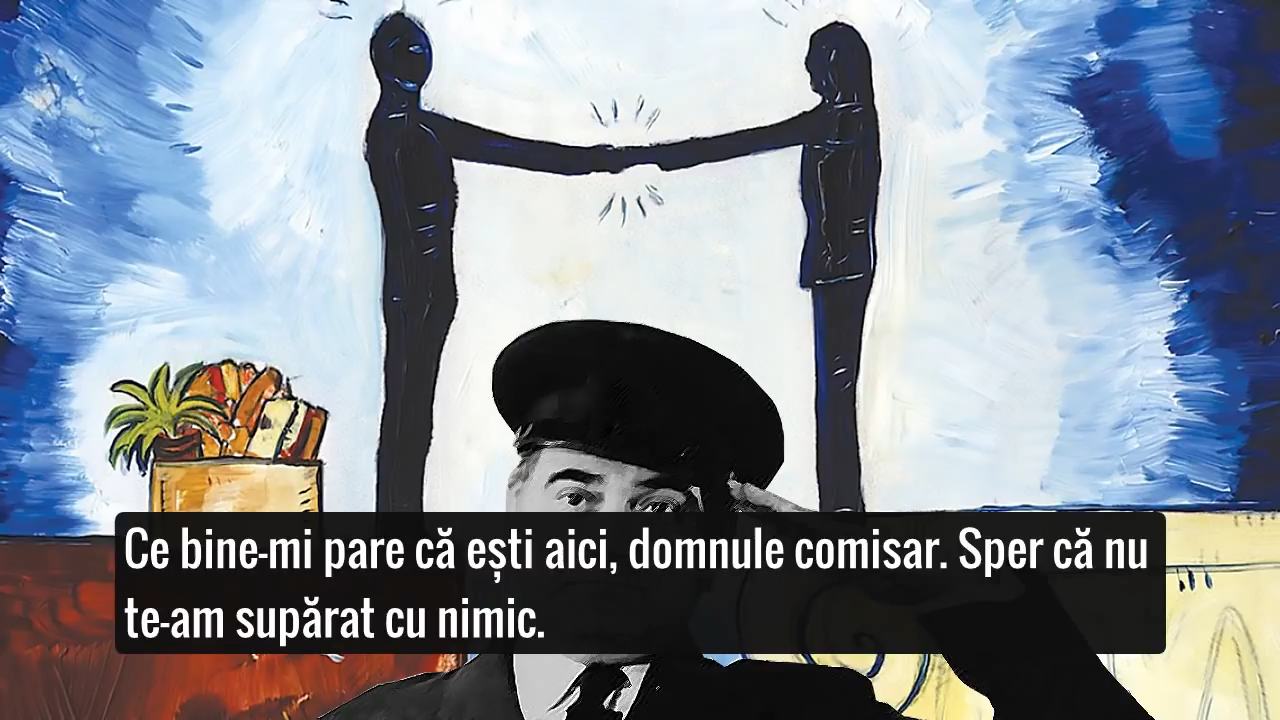 Ce bine-mi pare că ești aici, domnule comisar. Sper că nu
te-am supărat cu nimic.